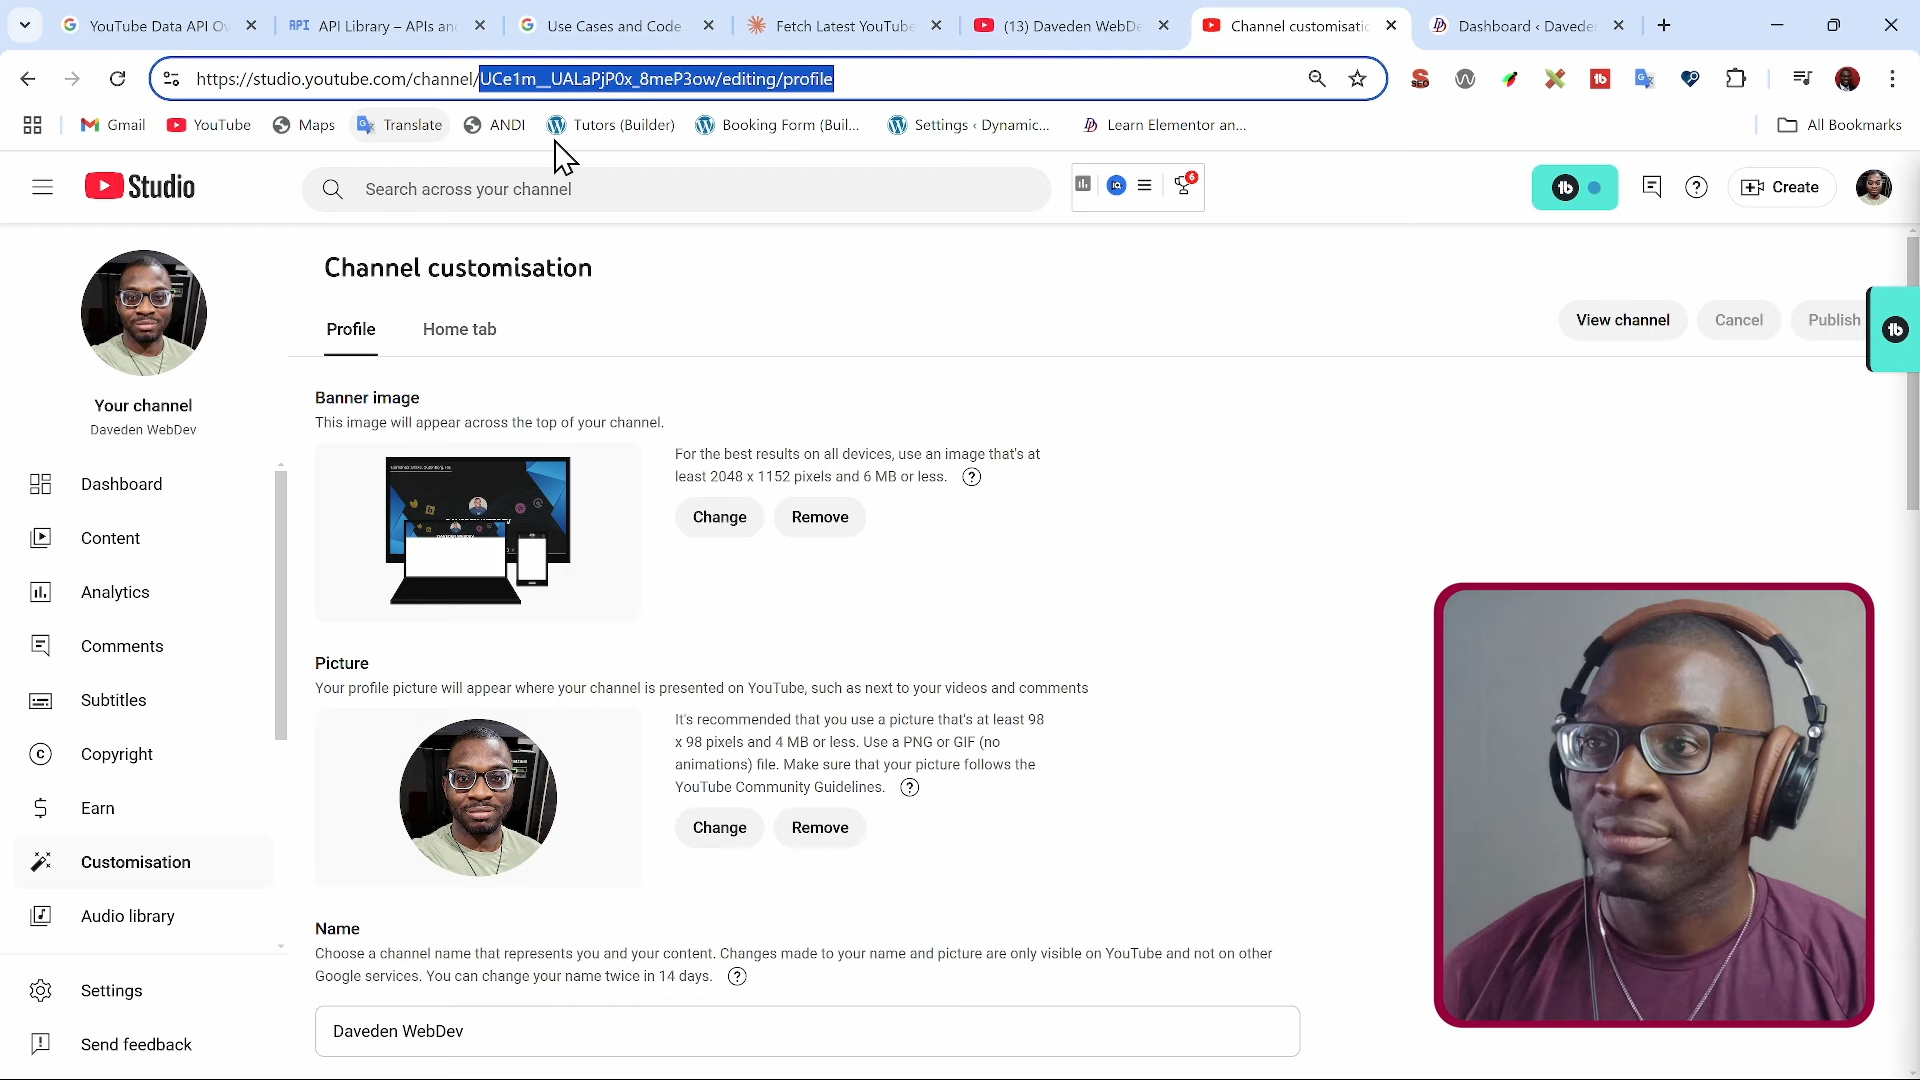 YouTube Data API Ov
API Library – APIs an
Use Cases and Code
Fetch Latest YouTube
(13) Daveden WebDe
Channel customisatio
Dashboard ‹ Daveden
https://studio.youtube.com/channel/UCe1m__UALaPjP0x_8meP3ow/editing/profile
Gmail
YouTube
Maps
Translate
ANDI
Tutors (Builder)
Booking Form (Buil...
Settings ‹ Dynamic...
Learn Elementor an...
All Bookmarks
Studio
Search across your channel
6
Create
Channel customisation
Profile
Home tab
View channel
Cancel
Publish
Your channel
Daveden WebDev
Dashboard
Content
Analytics
Comments
Subtitles
Copyright
Earn
Customisation
Audio library
Settings
Send feedback
Banner image
This image will appear across the top of your channel.
For the best results on all devices, use an image that's at
least 2048 x 1152 pixels and 6 MB or less.
Change
Remove
Picture
Your profile picture will appear where your channel is presented on YouTube, such as next to your videos and comments
It's recommended that you use a picture that's at least 98
x 98 pixels and 4 MB or less. Use a PNG or GIF (no
animations) file. Make sure that your picture follows the
YouTube Community Guidelines.
Change
Remove
Name
Choose a channel name that represents you and your content. Changes made to your name and picture are only visible on YouTube and not on other
Google services. You can change your name twice in 14 days.
Daveden WebDev